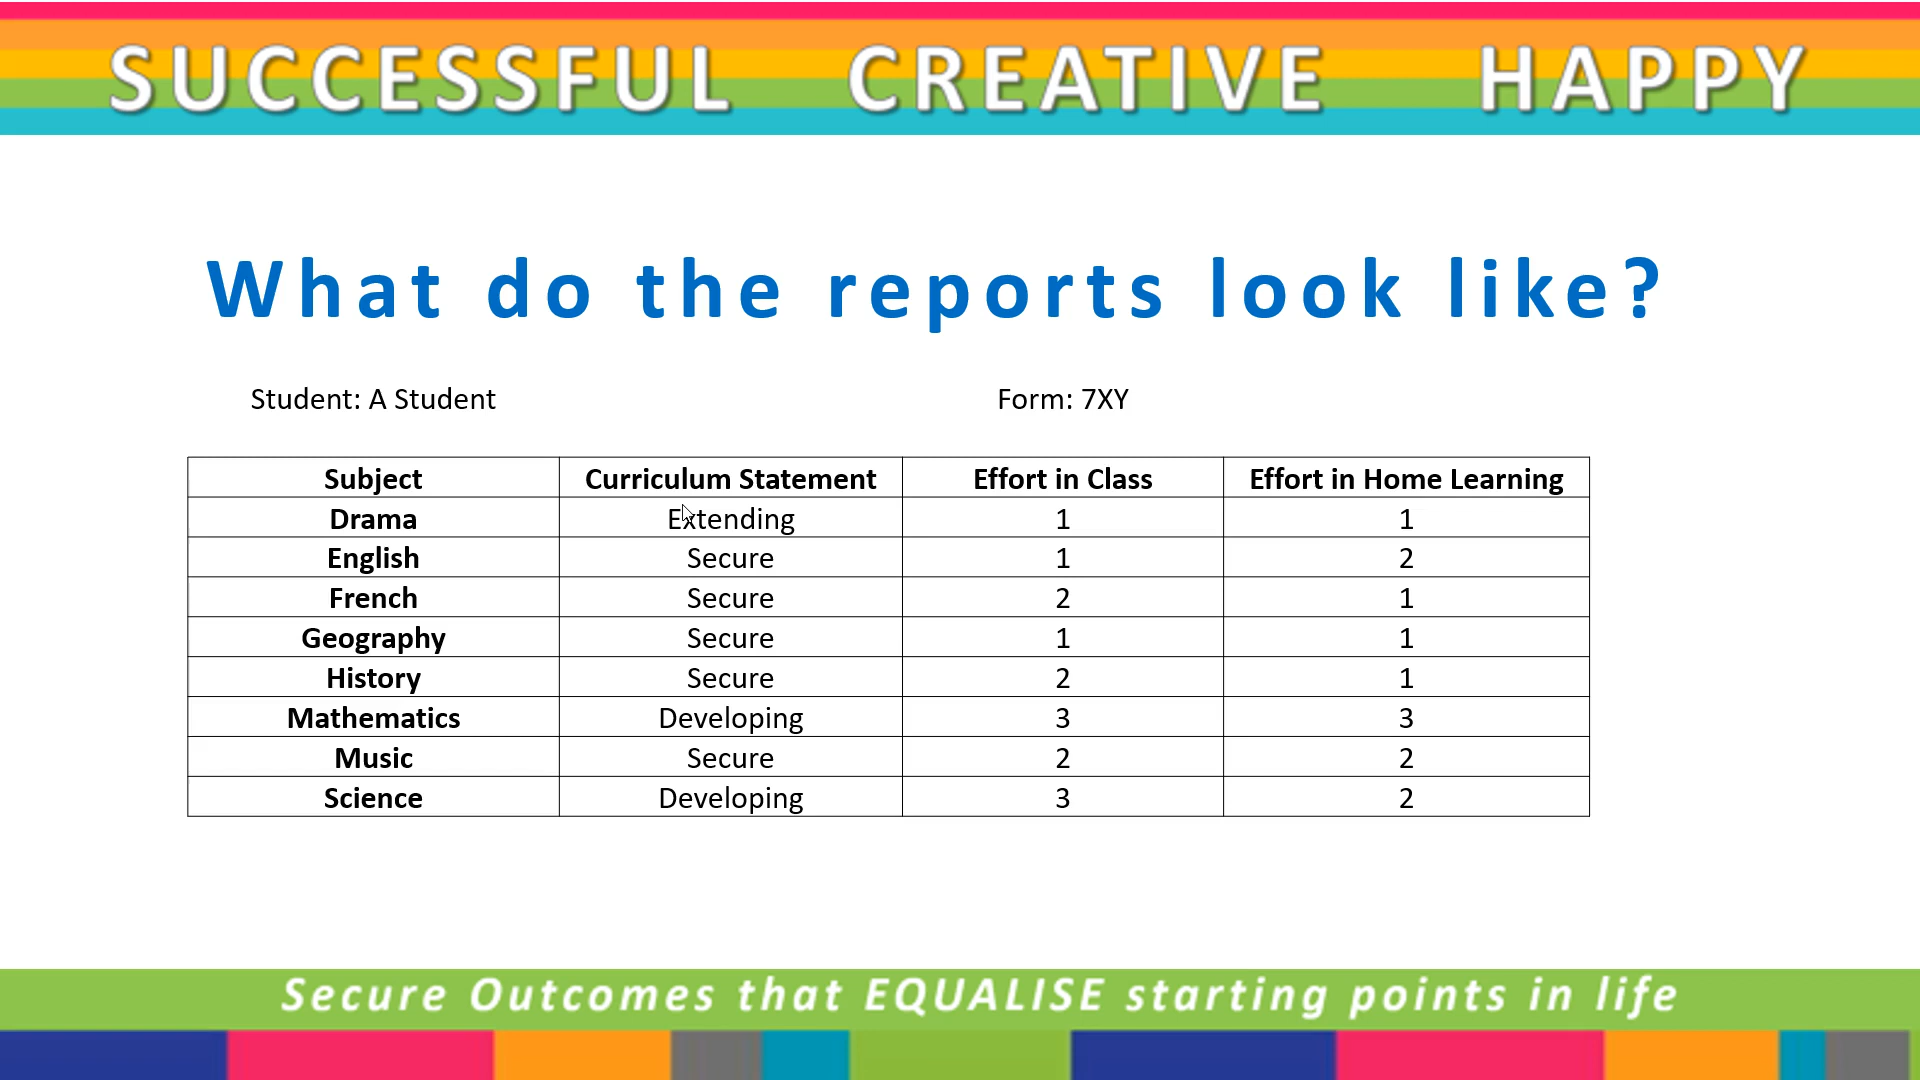 SUCCESSFUL CREATIVE HAPPY
What do the reports look like?
Student: A Student Form: 7XY
Subject Curriculum Statement Effort in Class Effort in Home Learning
Drama Extending 1 1
English Secure 1 2
French Secure 2 1
Geography Secure 1 1
History Secure 2 1
Mathematics Developing 3 3
Music Secure 2 2
Science Developing 3 2
Secure Outcomes that EQUALISE starting points in life